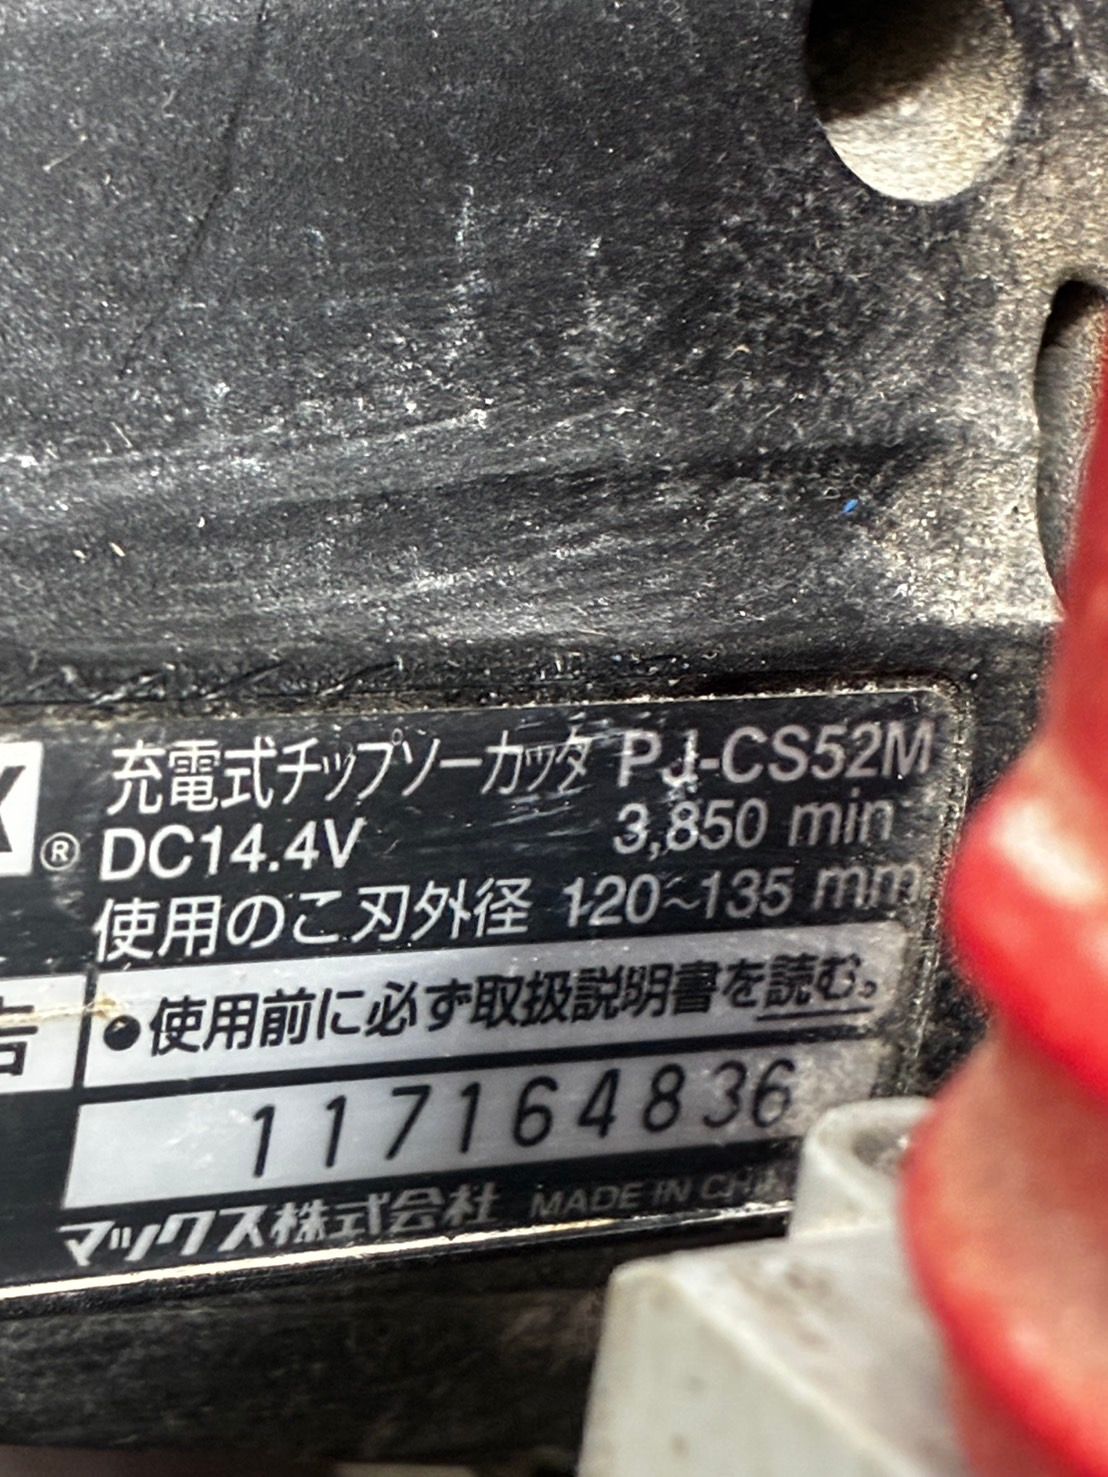 充電式チップソーカッタ PJ-CS52M
® DC14.4V 3,850 min
使用のこ刃外径 120~135 mm
●使用前に必ず取扱説明書を読む。
117164836
マックス株式会社 MADE IN